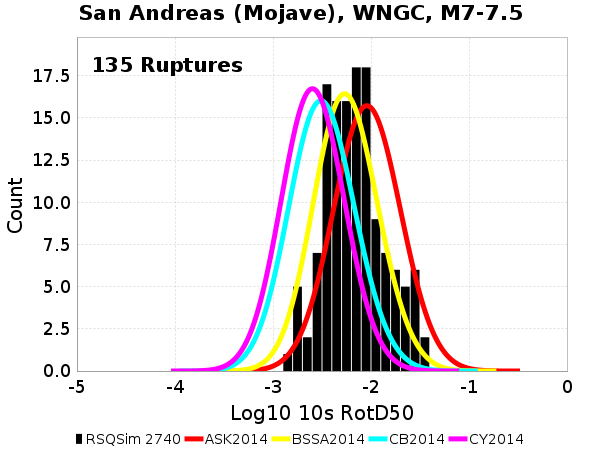 San Andreas (Mojave), WNGC, M7-7.5
135 Ruptures
17.5
15.0
12.5
10.0
7.5
5.0
2.5
0.0
Count
-5 -4 -3 -2 -1 0
Log10 10s RotD50
RSQSim 2740 ASK2014 BSSA2014 CB2014 CY2014